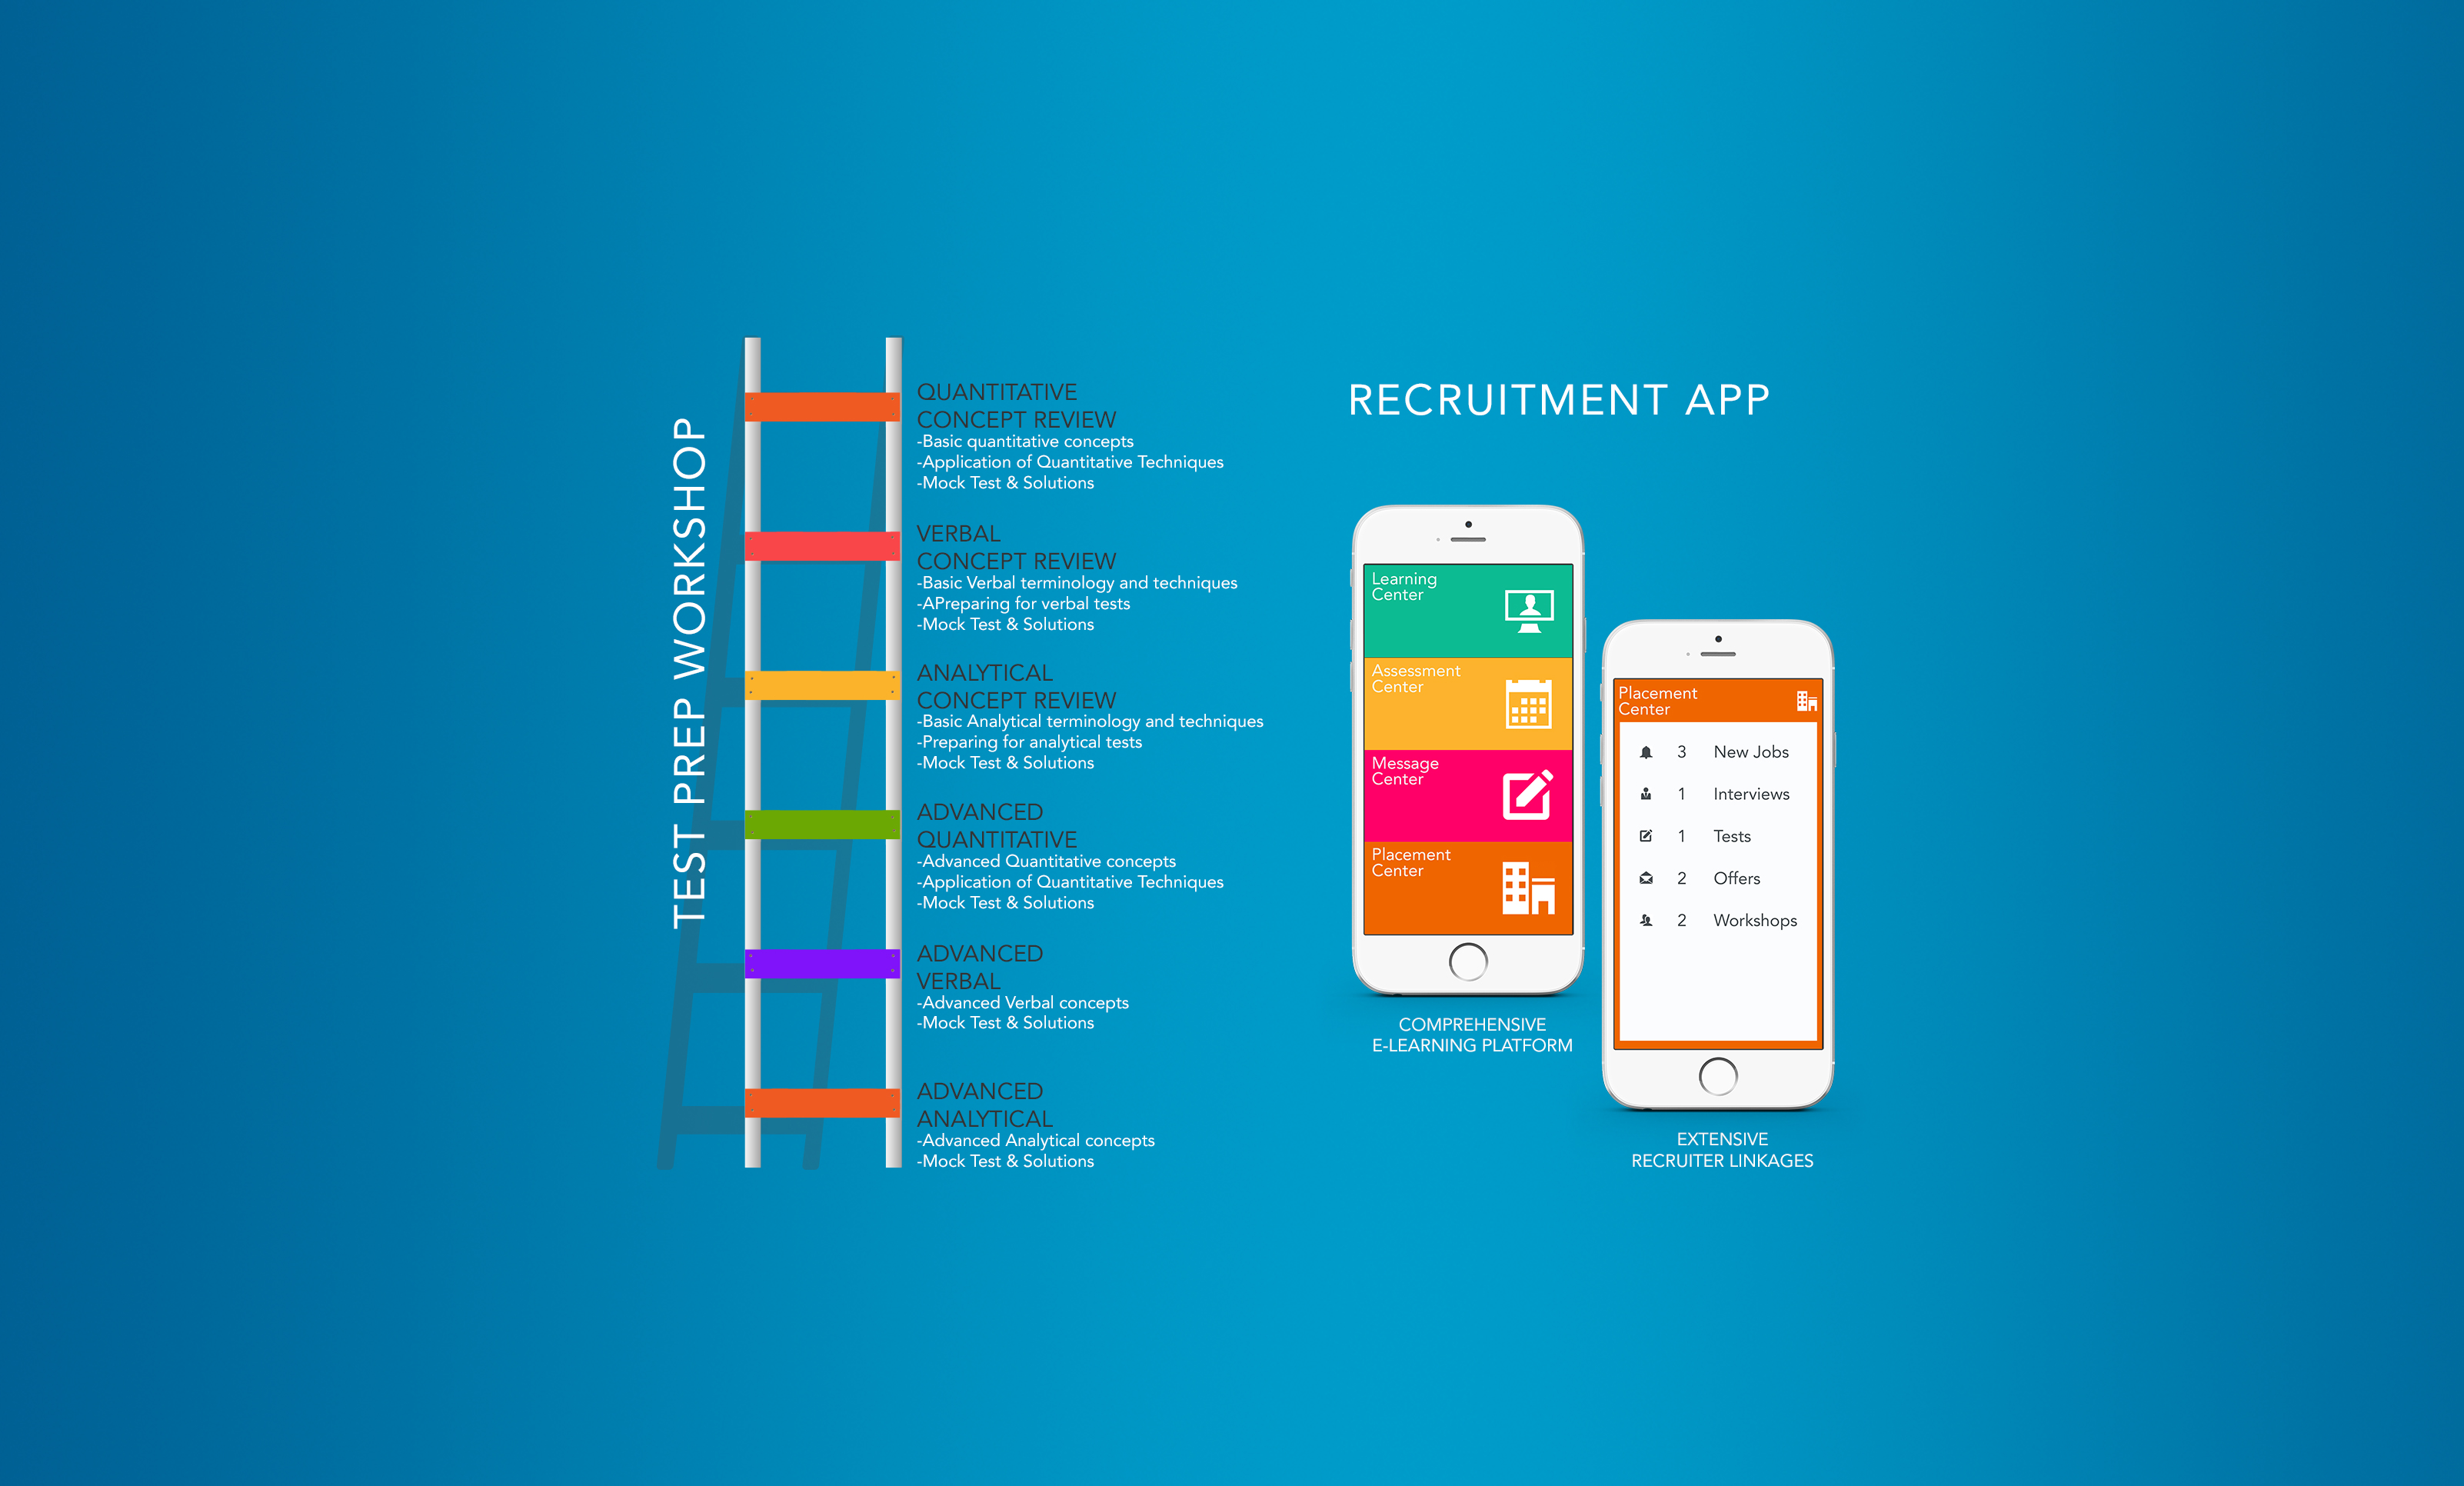 TEST PREP WORKSHOP
QUANTITATIVE
CONCEPT REVIEW
-Basic quantitative concepts
-Application of Quantitative Techniques
-Mock Test & Solutions
VERBAL
CONCEPT REVIEW
-Basic Verbal terminology and techniques
-APreparing for verbal tests
-Mock Test & Solutions
ANALYTICAL
CONCEPT REVIEW
-Basic Analytical terminology and techniques
-Preparing for analytical tests
-Mock Test & Solutions
ADVANCED
QUANTITATIVE
-Advanced Quantitative concepts
-Application of Quantitative Techniques
-Mock Test & Solutions
ADVANCED
VERBAL
-Advanced Verbal concepts
-Mock Test & Solutions
ADVANCED
ANALYTICAL
-Advanced Analytical concepts
-Mock Test & Solutions
RECRUITMENT APP
Learning
Center
Assessment
Center
Message
Center
Placement
Center
COMPREHENSIVE
E-LEARNING PLATFORM
Placement
Center
3 New Jobs
1 Interviews
1 Tests
2 Offers
2 Workshops
EXTENSIVE
RECRUITER LINKAGES